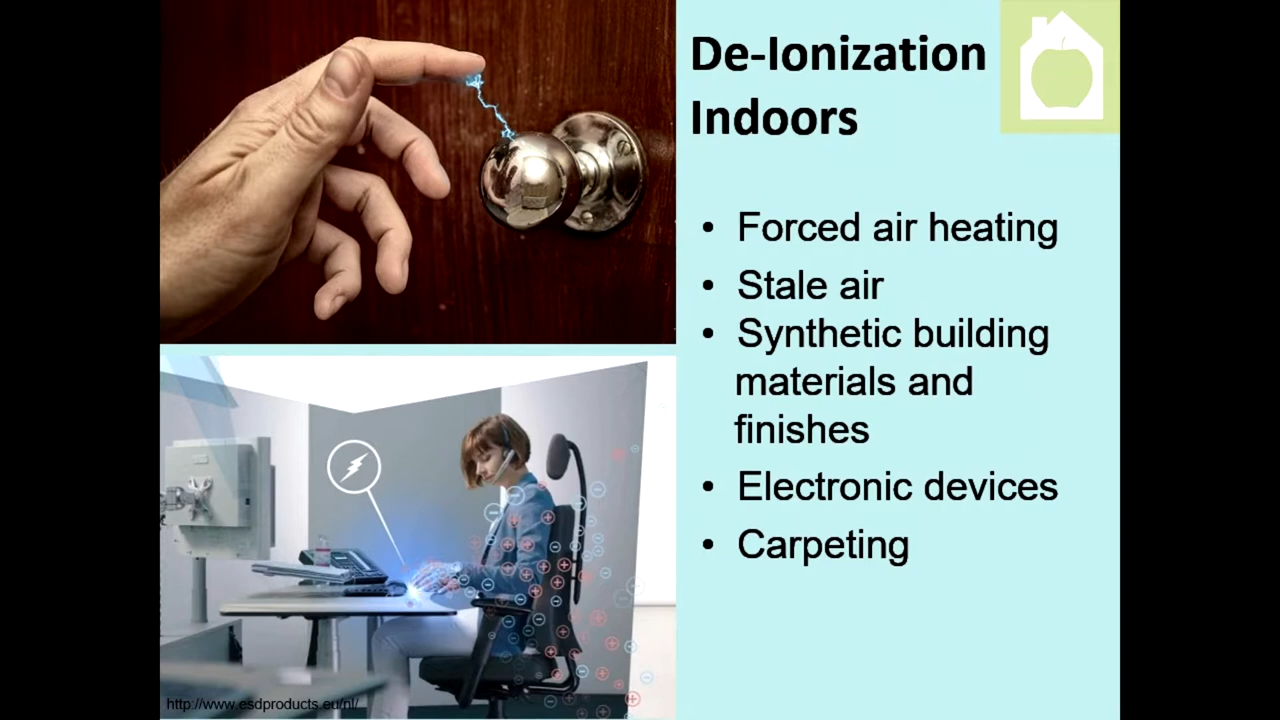 De-Ionization
Indoors
• Forced air heating
• Stale air
• Synthetic building
materials and
finishes
• Electronic devices
• Carpeting
http://www.esdproducts.eu/nl/